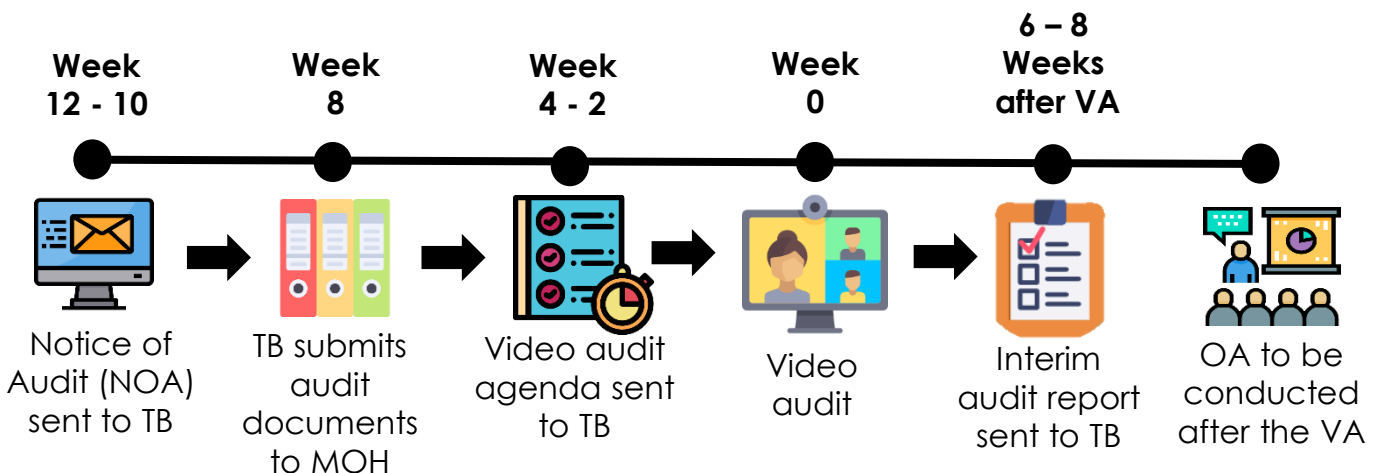 Week
12 - 10
Week
8
Week
4 - 2
Week
0
6 – 8
Weeks
after VA
Notice of
Audit (NOA)
sent to TB
TB submits
audit
documents
to MOH
Video audit
agenda sent
to TB
Video
audit
Interim
audit report
sent to TB
OA to be
conducted
after the VA